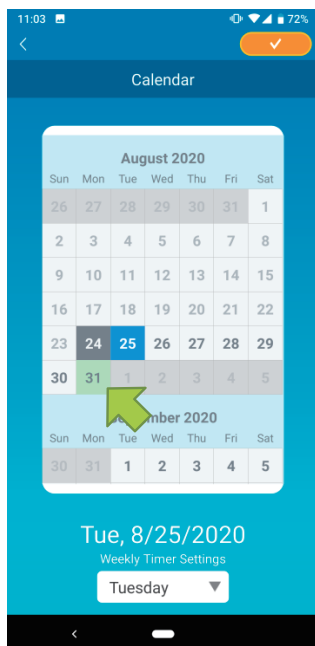 11:03 72%
Calendar
August 2020
Sun Mon Tue Wed Thu Fri Sat
26 27 28 29 30 31 1
2 3 4 5 6 7 8
9 10 11 12 13 14 15
16 17 18 19 20 21 22
23 24 25 26 27 28 29
30 31 1 2 3 4 5
mber 2020
Sun Mon Tue Wed Thu Fri Sat
30 31 1 2 3 4 5
Tue, 8/25/2020
Weekly Timer Settings
Tuesday